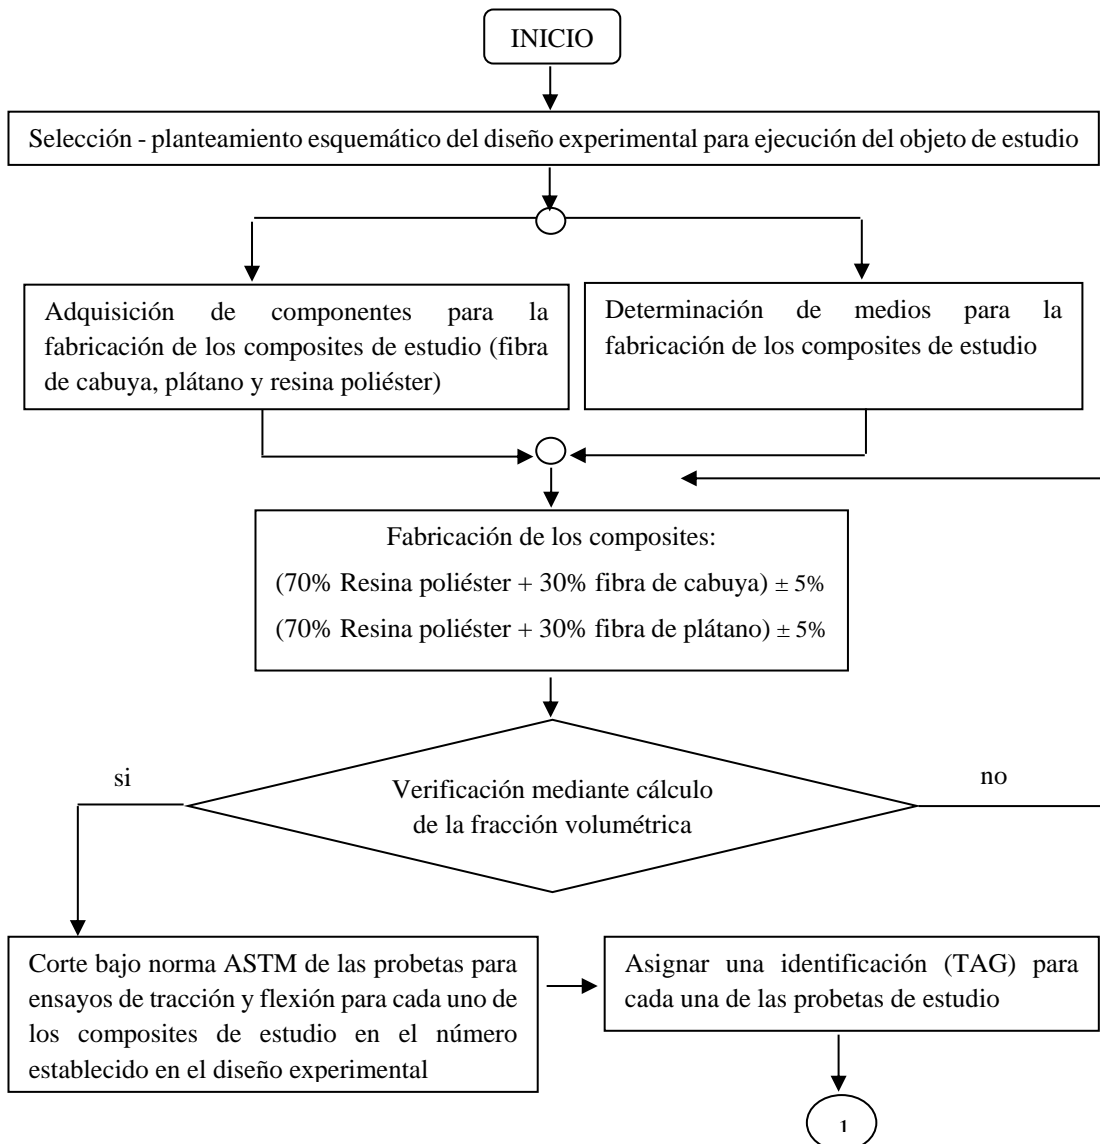 INICIO
Selección - planteamiento esquemático del diseño experimental para ejecución del objeto de estudio
Adquisición de componentes para la
fabricación de los composites de estudio (fibra
de cabuya, plátano y resina poliéster)
Determinación de medios para la
fabricación de los composites de estudio
Fabricación de los composites:
(70% Resina poliéster + 30% fibra de cabuya) ± 5%
(70% Resina poliéster + 30% fibra de plátano) ± 5%
si
Verificación mediante cálculo
de la fracción volumétrica
no
Corte bajo norma ASTM de las probetas para
ensayos de tracción y flexión para cada uno de
los composites de estudio en el número
establecido en el diseño experimental
Asignar una identificación (TAG) para
cada una de las probetas de estudio
1